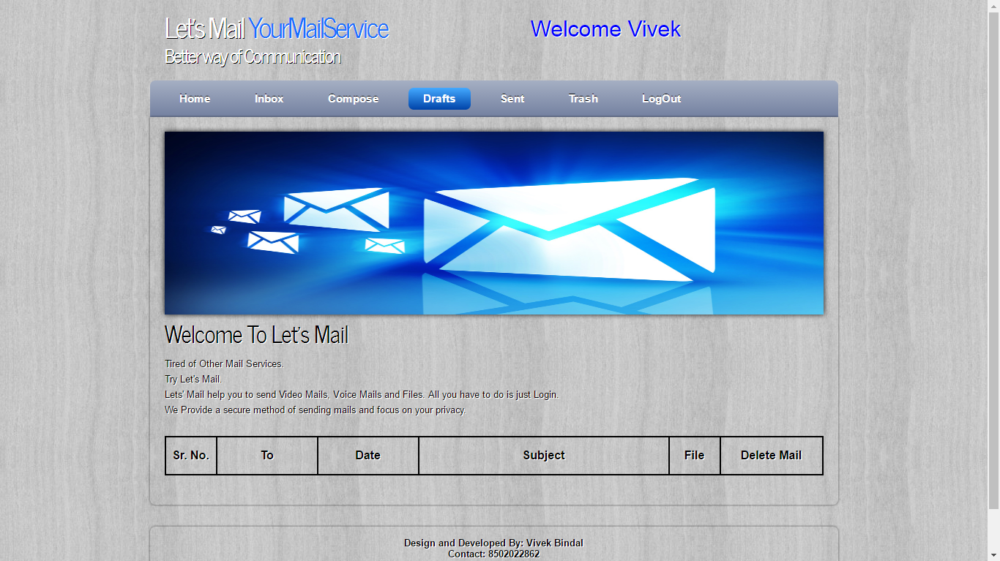 Let's Mail YourMailService
Welcome Vivek
Better way of Communication
Home Inbox Compose Drafts Sent Trash LogOut
Welcome To Let's Mail
Tired of Other Mail Services.
Try Let's Mail.
Lets' Mail help you to send Video Mails, Voice Mails and Files. All you have to do is just Login.
We Provide a secure method of sending mails and focus on your privacy.
Sr. No. To Date Subject File Delete Mail
Design and Developed By: Vivek Bindal
Contact: 8502022862